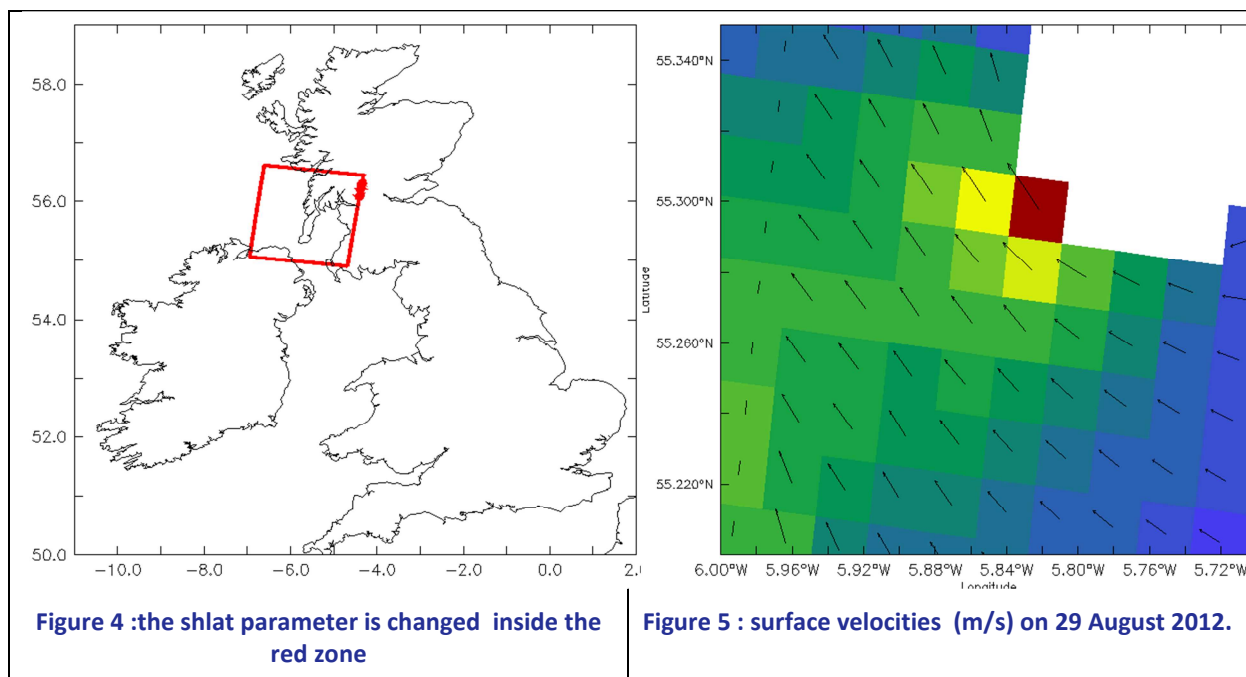 58.0
56.0
54.0
52.0
50.0
−10.0 −8.0 −6.0 −4.0 −2.0 0.0 2.0
Latitude
55.340°N
55.300°N
55.260°N
55.220°N
6.00°W 5.96°W 5.92°W 5.88°W 5.84°W 5.80°W 5.76°W 5.72°W
Longitude
Figure 4 :the shlat parameter is changed inside the
red zone
Figure 5 : surface velocities (m/s) on 29 August 2012.